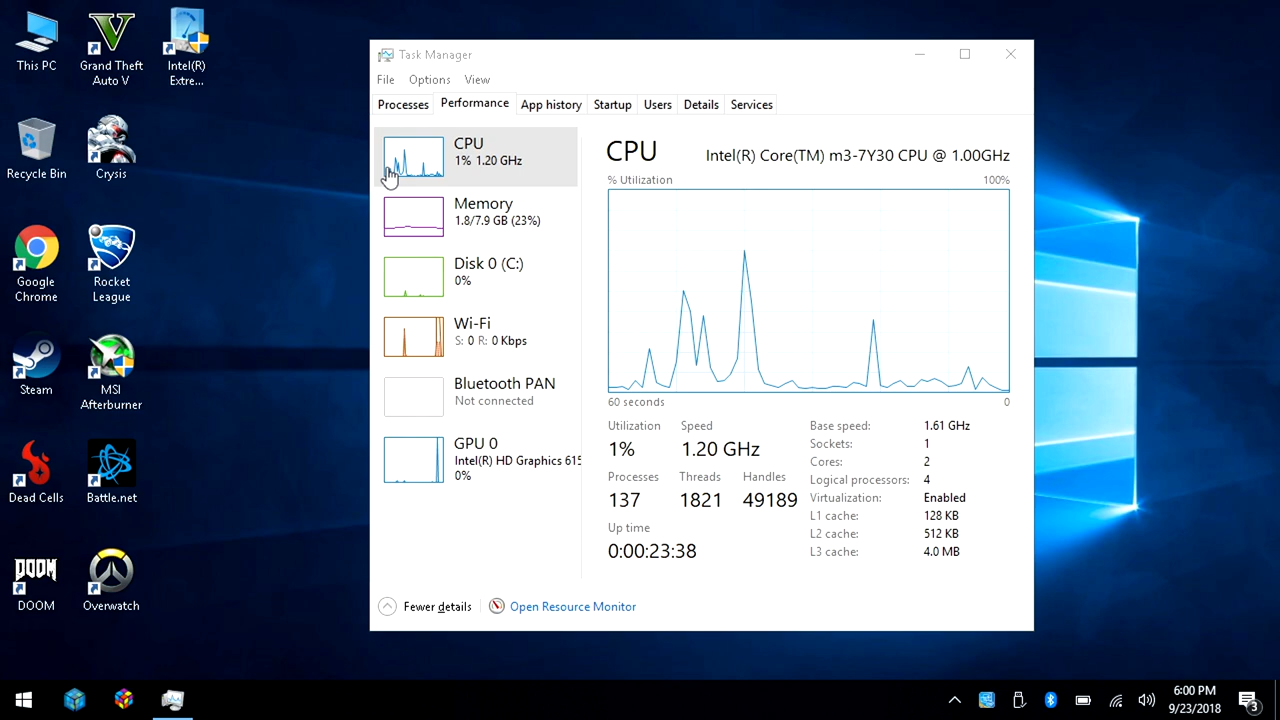 This PC
Grand Theft
Auto V
Intel(R)
Extre...
Recycle Bin
Crysis
Google
Chrome
Rocket
League
Steam
MSI
Afterburner
Dead Cells
Battle.net
DOOM
DOOM
Overwatch
Task Manager
File Options View
Processes Performance App history Startup Users Details Services
CPU
1% 1.20 GHz
Memory
1.8/7.9 GB (23%)
Disk 0 (C:)
0%
Wi-Fi
S: 0 R: 0 Kbps
Bluetooth PAN
Not connected
GPU 0
Intel(R) HD Graphics 615
0%
CPU Intel(R) Core(TM) m3-7Y30 CPU @ 1.00GHz
% Utilization 100%
60 seconds 0
Utilization Speed
1% 1.20 GHz
Processes Threads Handles
137 1821 49189
Up time
0:00:23:38
Base speed: 1.61 GHz
Sockets: 1
Cores: 2
Logical processors: 4
Virtualization: Enabled
L1 cache: 128 KB
L2 cache: 512 KB
L3 cache: 4.0 MB
Fewer details Open Resource Monitor
6:00 PM
9/23/2018
3